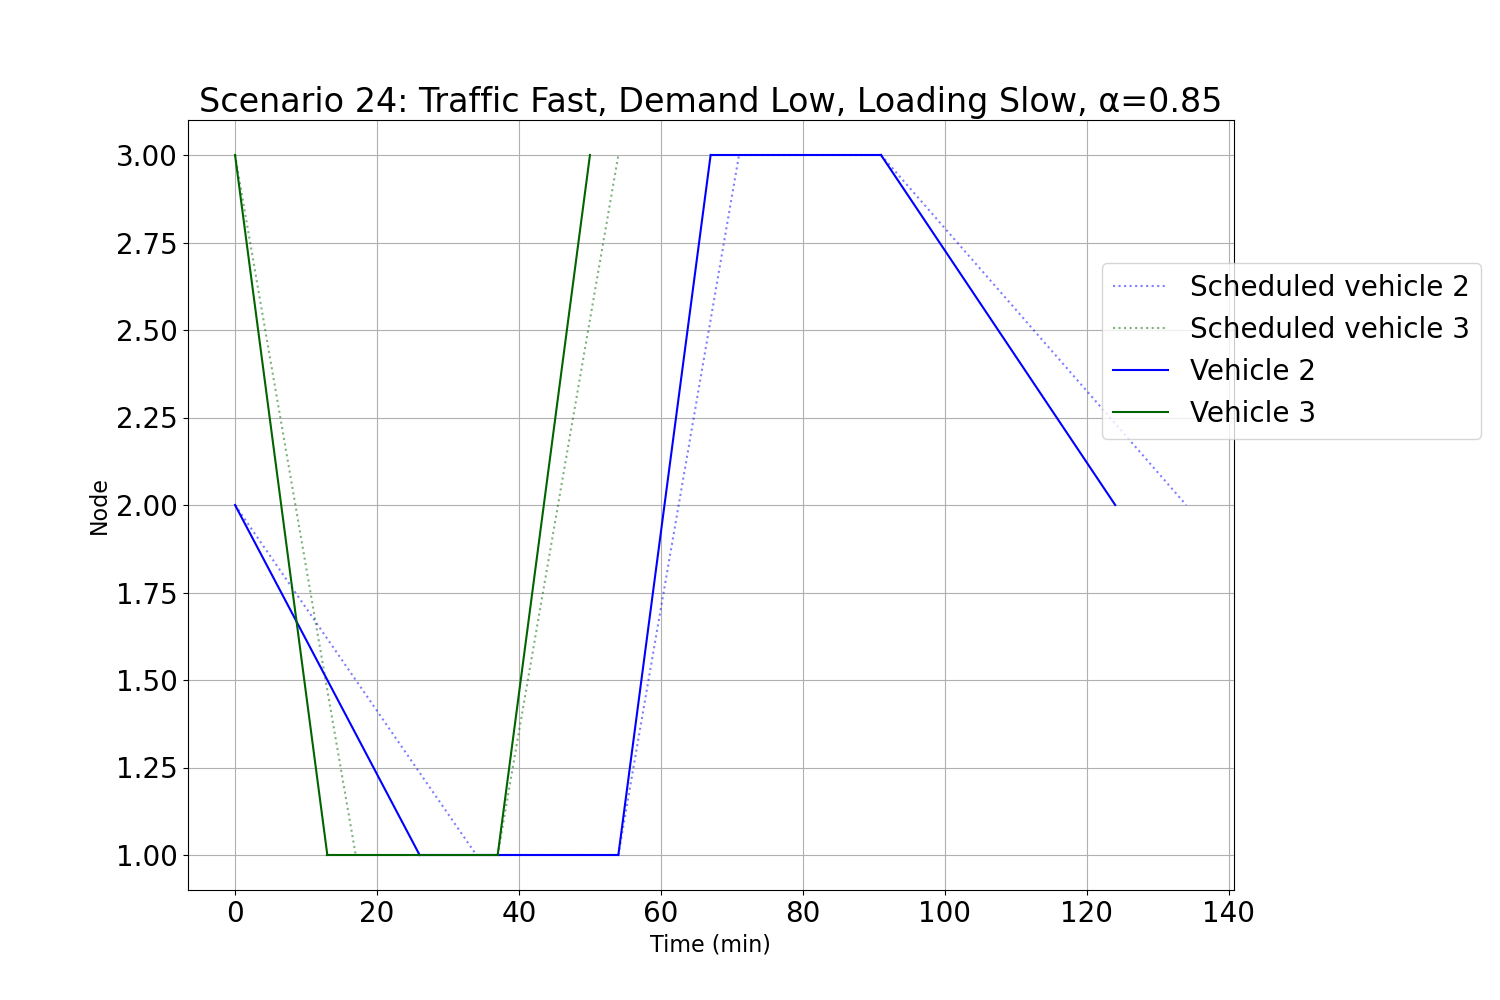 Scenario 24: Traffic Fast, Demand Low, Loading Slow, α=0.85
3.00
2.75
2.50
2.25
2.00
1.75
1.50
1.25
1.00
Node
0 20 40 60 80 100 120 140
Time (min)
Scheduled vehicle 2
Scheduled vehicle 3
Vehicle 2
Vehicle 3